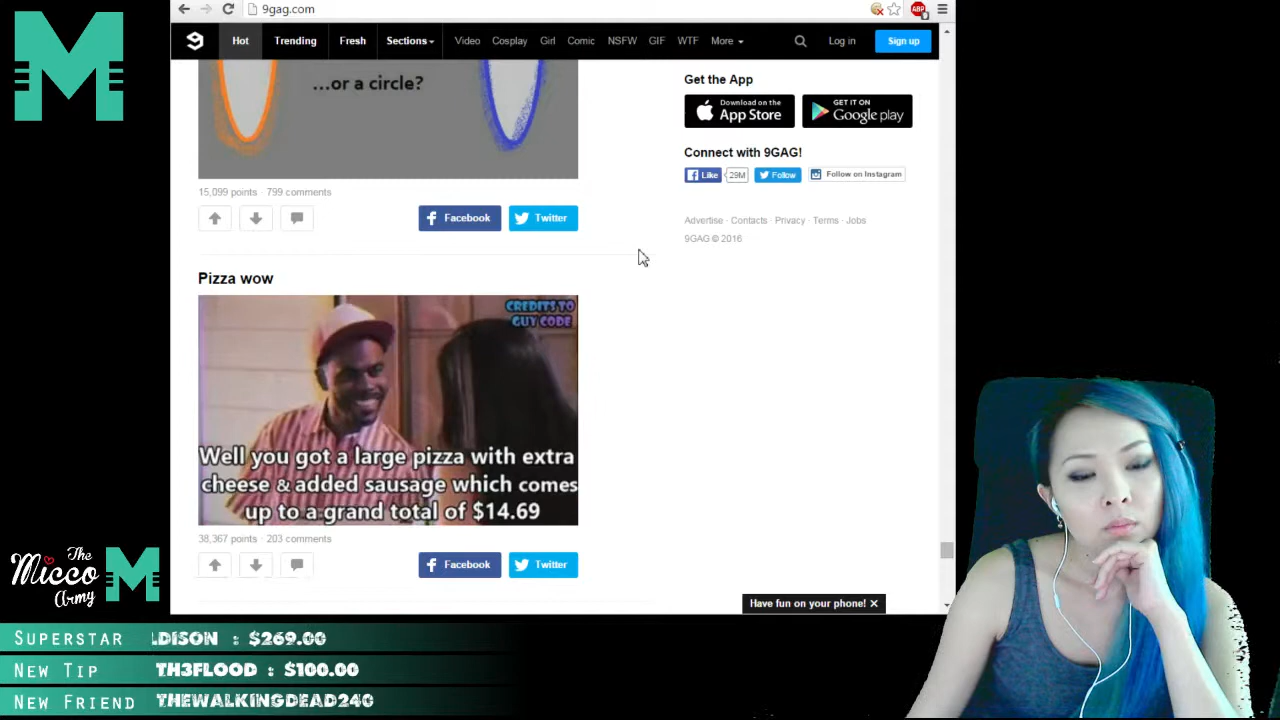 M
9gag.com
ABP
Hot Trending Fresh Sections Video Cosplay Girl Comic NSFW GIF WTF More Log in Sign up
...or a circle?
15,099 points · 799 comments
Facebook Twitter
Get the App
Download on the App Store
GET IT ON Google play
Connect with 9GAG!
Like 29M Follow Follow on Instagram
Advertise · Contacts · Privacy · Terms · Jobs
9GAG © 2016
Pizza wow
CREDITS TO
GUY CODE
Well you got a large pizza with extra
cheese & added sausage which comes
up to a grand total of $14.69
38,367 points · 203 comments
Facebook Twitter
Have fun on your phone! ×
The
Micco
Army
M
SUPERSTAR LDISON : $269.00
NEW TIP TH3FLOOD : $100.00
NEW FRIEND THEWALKINGDEAD240